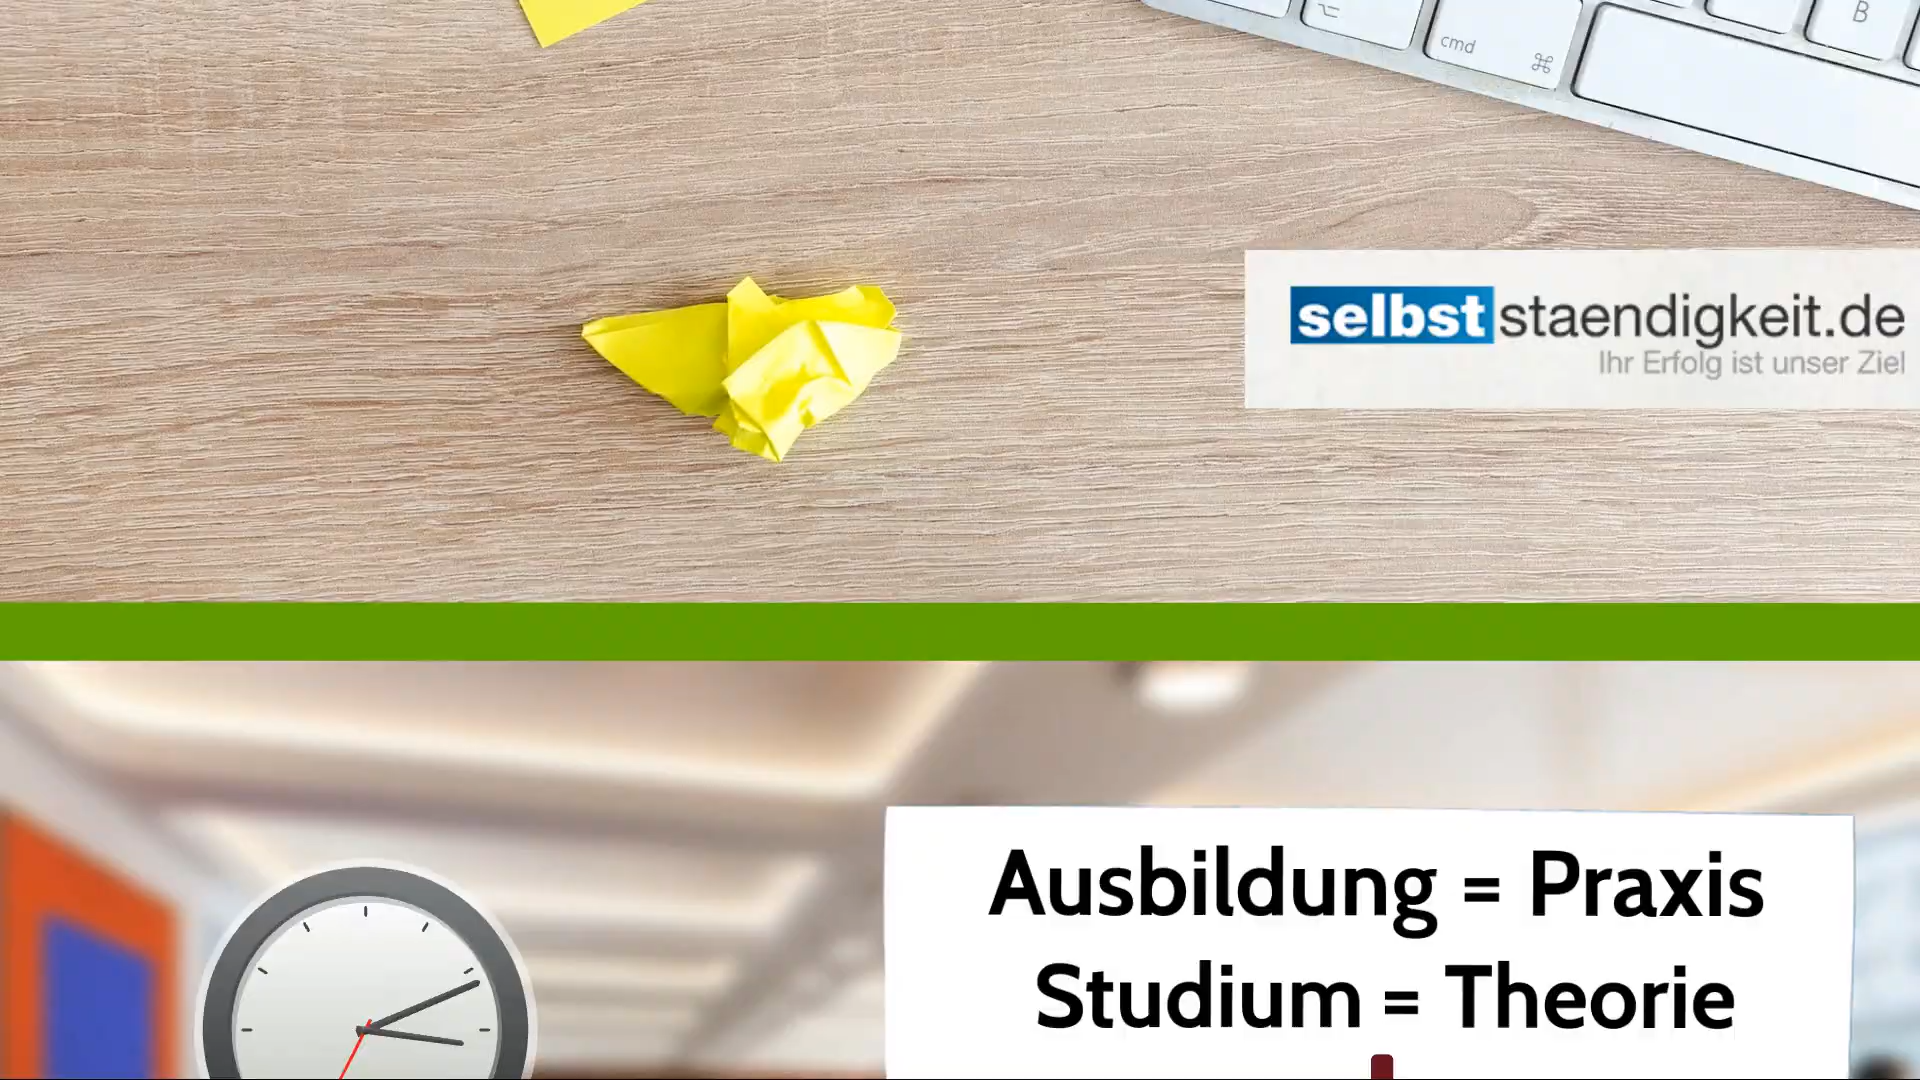 cmd
B
selbststaendigkeit.de
Ihr Erfolg ist unser Ziel
Ausbildung = Praxis
Studium = Theorie